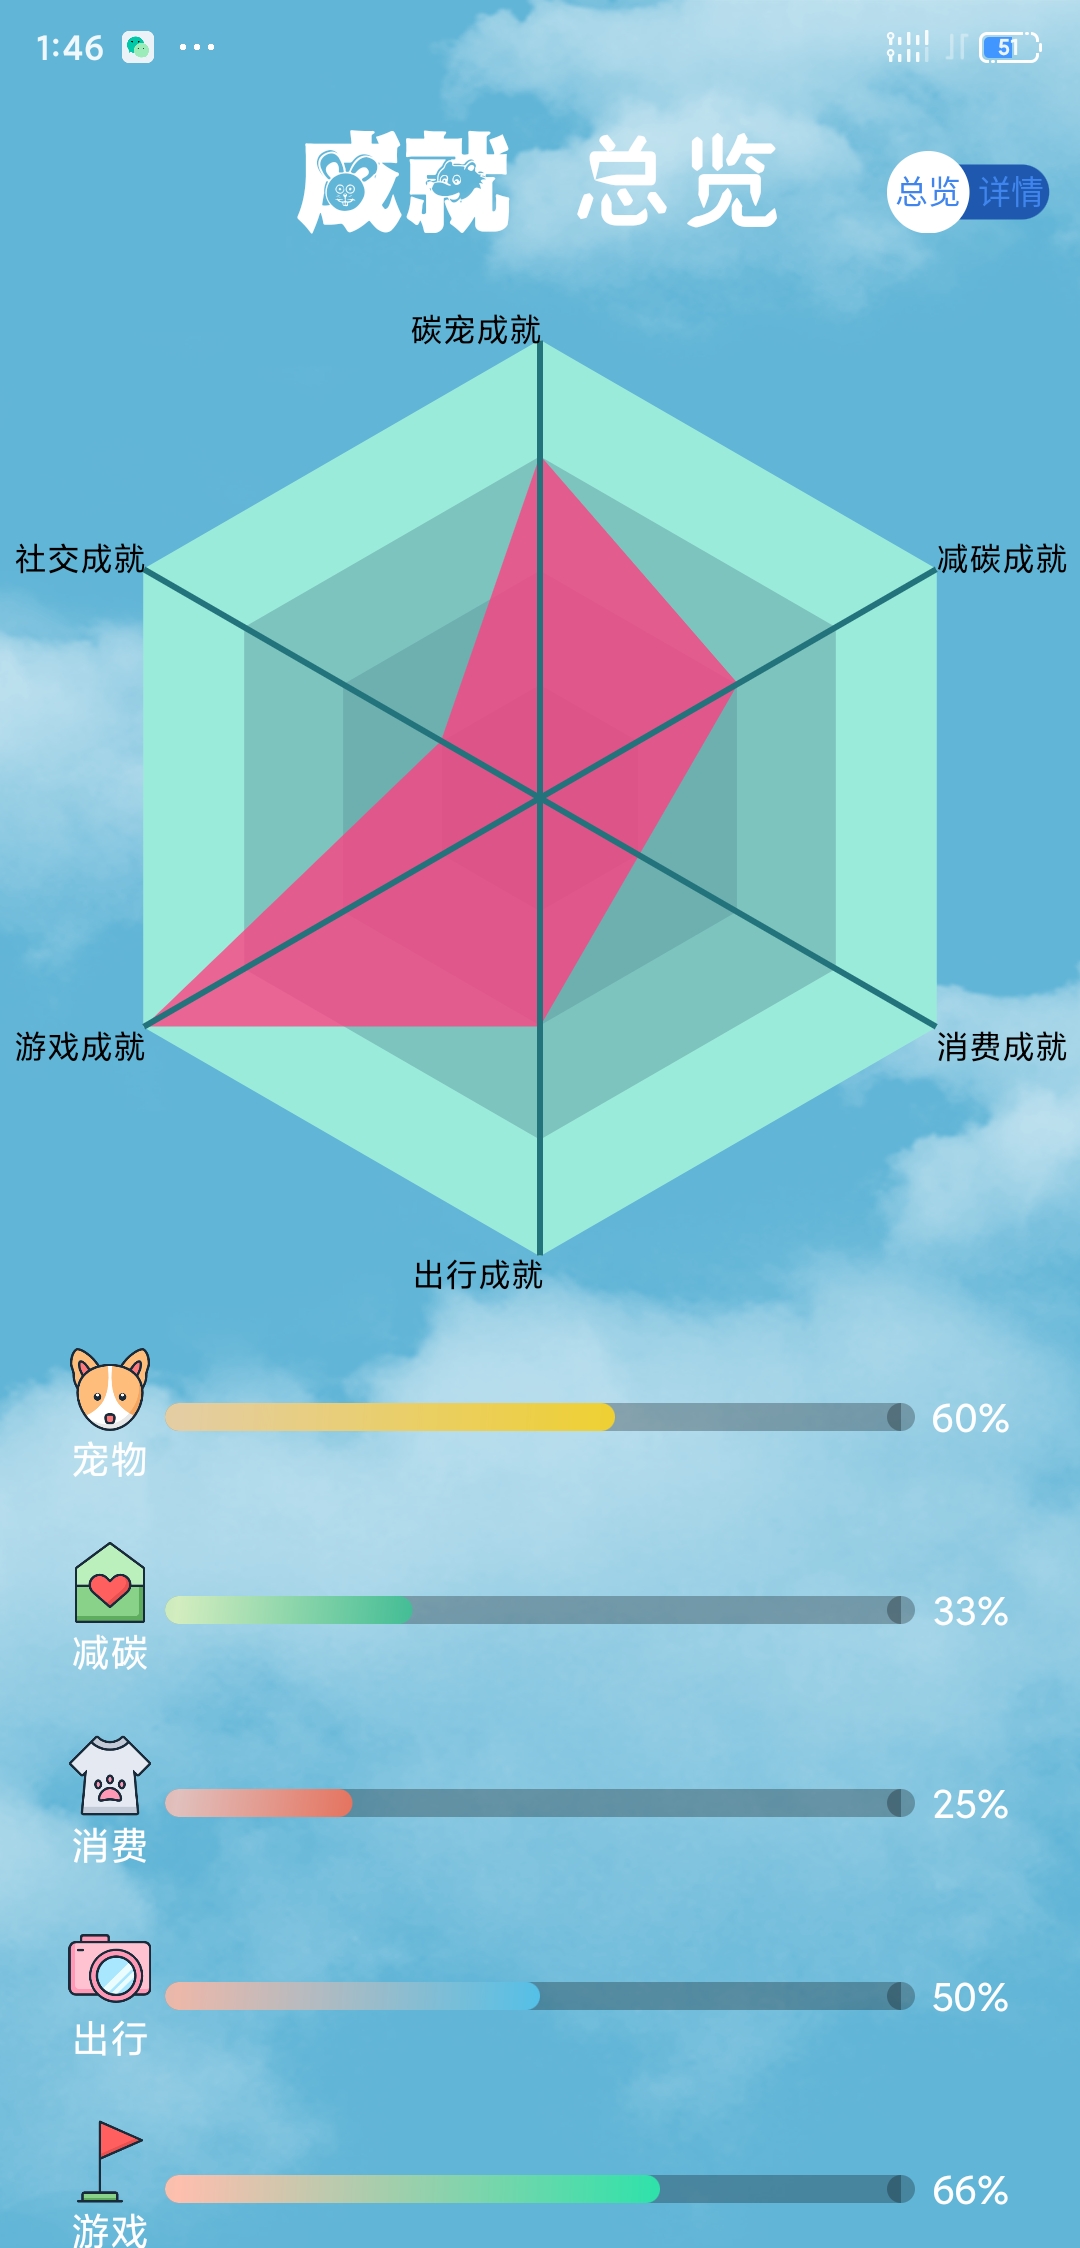 1:46
51
成就 总览
总览 详情
碳宠成就
社交成就
减碳成就
游戏成就
消费成就
出行成就
60%
宠物
33%
减碳
25%
消费
50%
出行
66%
游戏